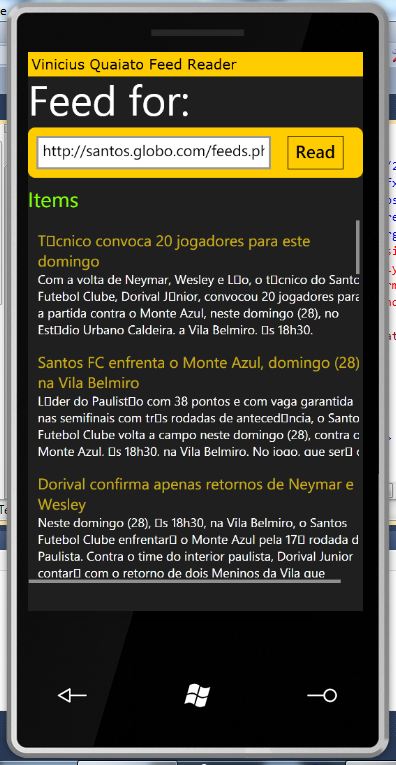 Vinicius Quaiato Feed Reader
Feed for:
http://santos.globo.com/feeds.ph
Read
Items
T□cnico convoca 20 jogadores para este
domingo
Com a volta de Neymar, Wesley e L□o, o t□cnico do Santo
Futebol Clube, Dorival J□nior, convocou 20 jogadores para
a partida contra o Monte Azul, neste domingo (28), no
Est□dio Urbano Caldeira, a Vila Belmiro, □s 18h30.
Santos FC enfrenta o Monte Azul, domingo (28)
na Vila Belmiro
L□der do Paulist□o com 38 pontos e com vaga garantida
nas semifinais com tr□s rodadas de anteced□ncia, o Santo
Futebol Clube volta a campo neste domingo (28), contra o
Monte Azul, □s 18h30, na Vila Belmiro. No jogo, que ser□ o
Dorival confirma apenas retornos de Neymar e
Wesley
Neste domingo (28), □s 18h30, na Vila Belmiro, o Santos
Futebol Clube enfrentar□ o Monte Azul pela 17□ rodada d
Paulista. Contra o time do interior paulista, Dorival Junior
contar□ com o retorno de dois Meninos da Vila que